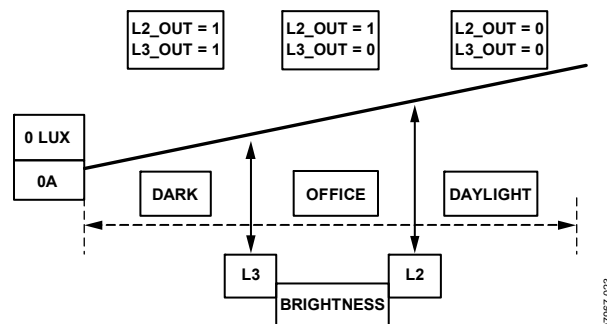 L2_OUT = 1
L3_OUT = 1
L2_OUT = 1
L3_OUT = 0
L2_OUT = 0
L3_OUT = 0
0 LUX
0A
DARK
OFFICE
DAYLIGHT
L3
L2
BRIGHTNESS